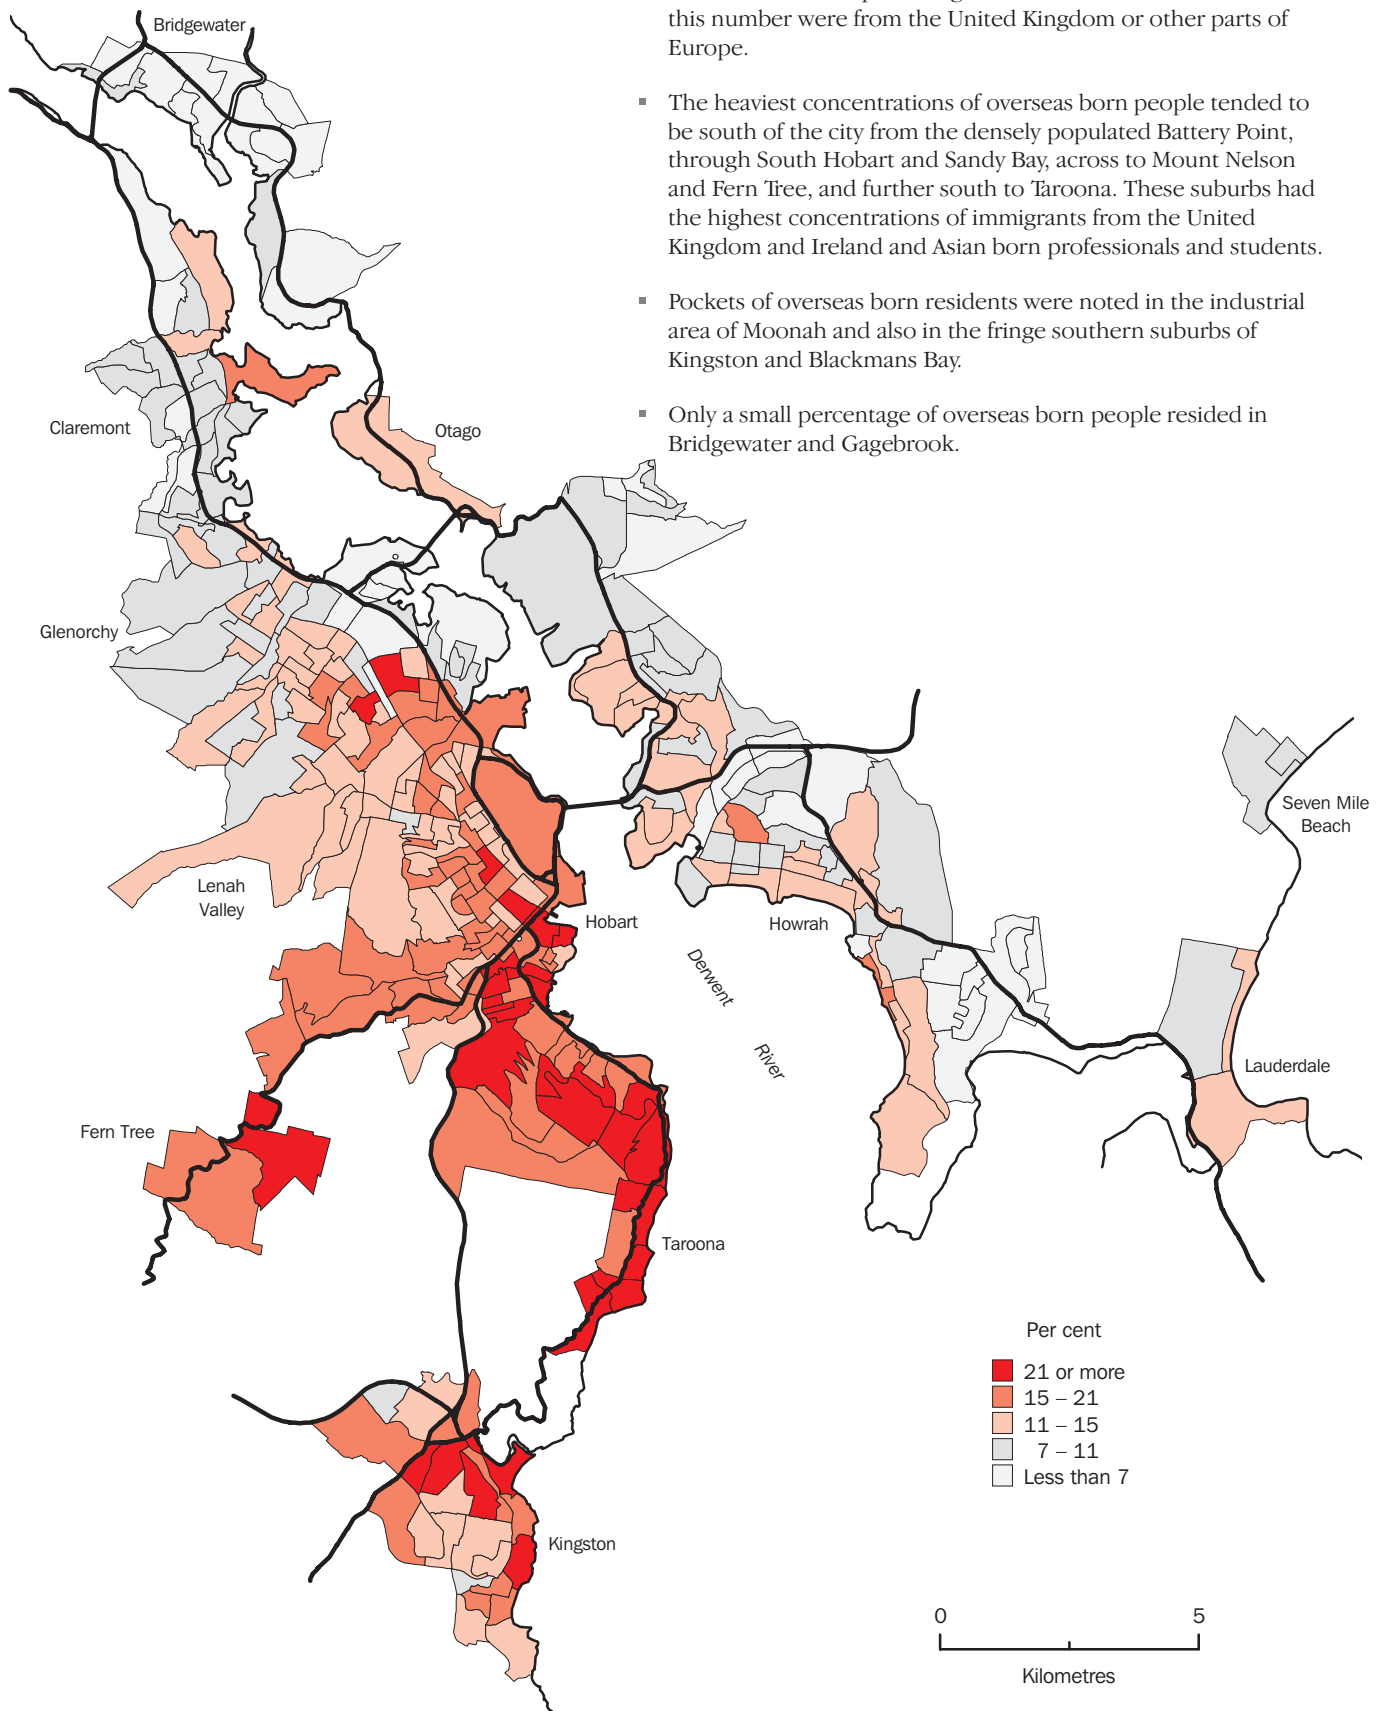 this number were from the United Kingdom or other parts of
Europe.
▪ The heaviest concentrations of overseas born people tended to
be south of the city from the densely populated Battery Point,
through South Hobart and Sandy Bay, across to Mount Nelson
and Fern Tree, and further south to Taroona. These suburbs had
the highest concentrations of immigrants from the United
Kingdom and Ireland and Asian born professionals and students.
▪ Pockets of overseas born residents were noted in the industrial
area of Moonah and also in the fringe southern suburbs of
Kingston and Blackmans Bay.
▪ Only a small percentage of overseas born people resided in
Bridgewater and Gagebrook.
Bridgewater
Claremont
Otago
Glenorchy
Seven Mile
Beach
Lenah
Valley
Hobart
Howrah
Derwent
River
Lauderdale
Fern Tree
Taroona
Kingston
Per cent
21 or more
15 – 21
11 – 15
7 – 11
Less than 7
0 5
Kilometres